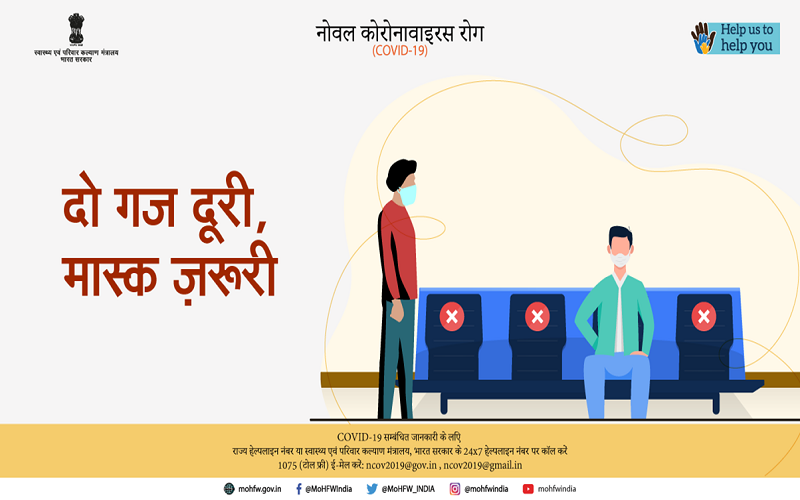 स्वास्थ्य एवं परिवार कल्याण मंत्रालय
भारत सरकार
नोवल कोरोनावाइरस रोग
(COVID-19)
Help us to
help you
दो गज दूरी,
मास्क ज़रूरी
COVID-19 सम्बंधित जानकारी के लिए
राज्य हेल्पलाइन नंबर या स्वास्थ्य एवं परिवार कल्याण मंत्रालय, भारत सरकार के 24x7 हेल्पलाइन नंबर पर कॉल करें
1075 (टोल फ्री) ई-मेल करें: ncov2019@gov.in , ncov2019@gmail.in
mohfw.gov.in @MoHFWIndia @MoHFW_INDIA @mohfwindia mohfwindia